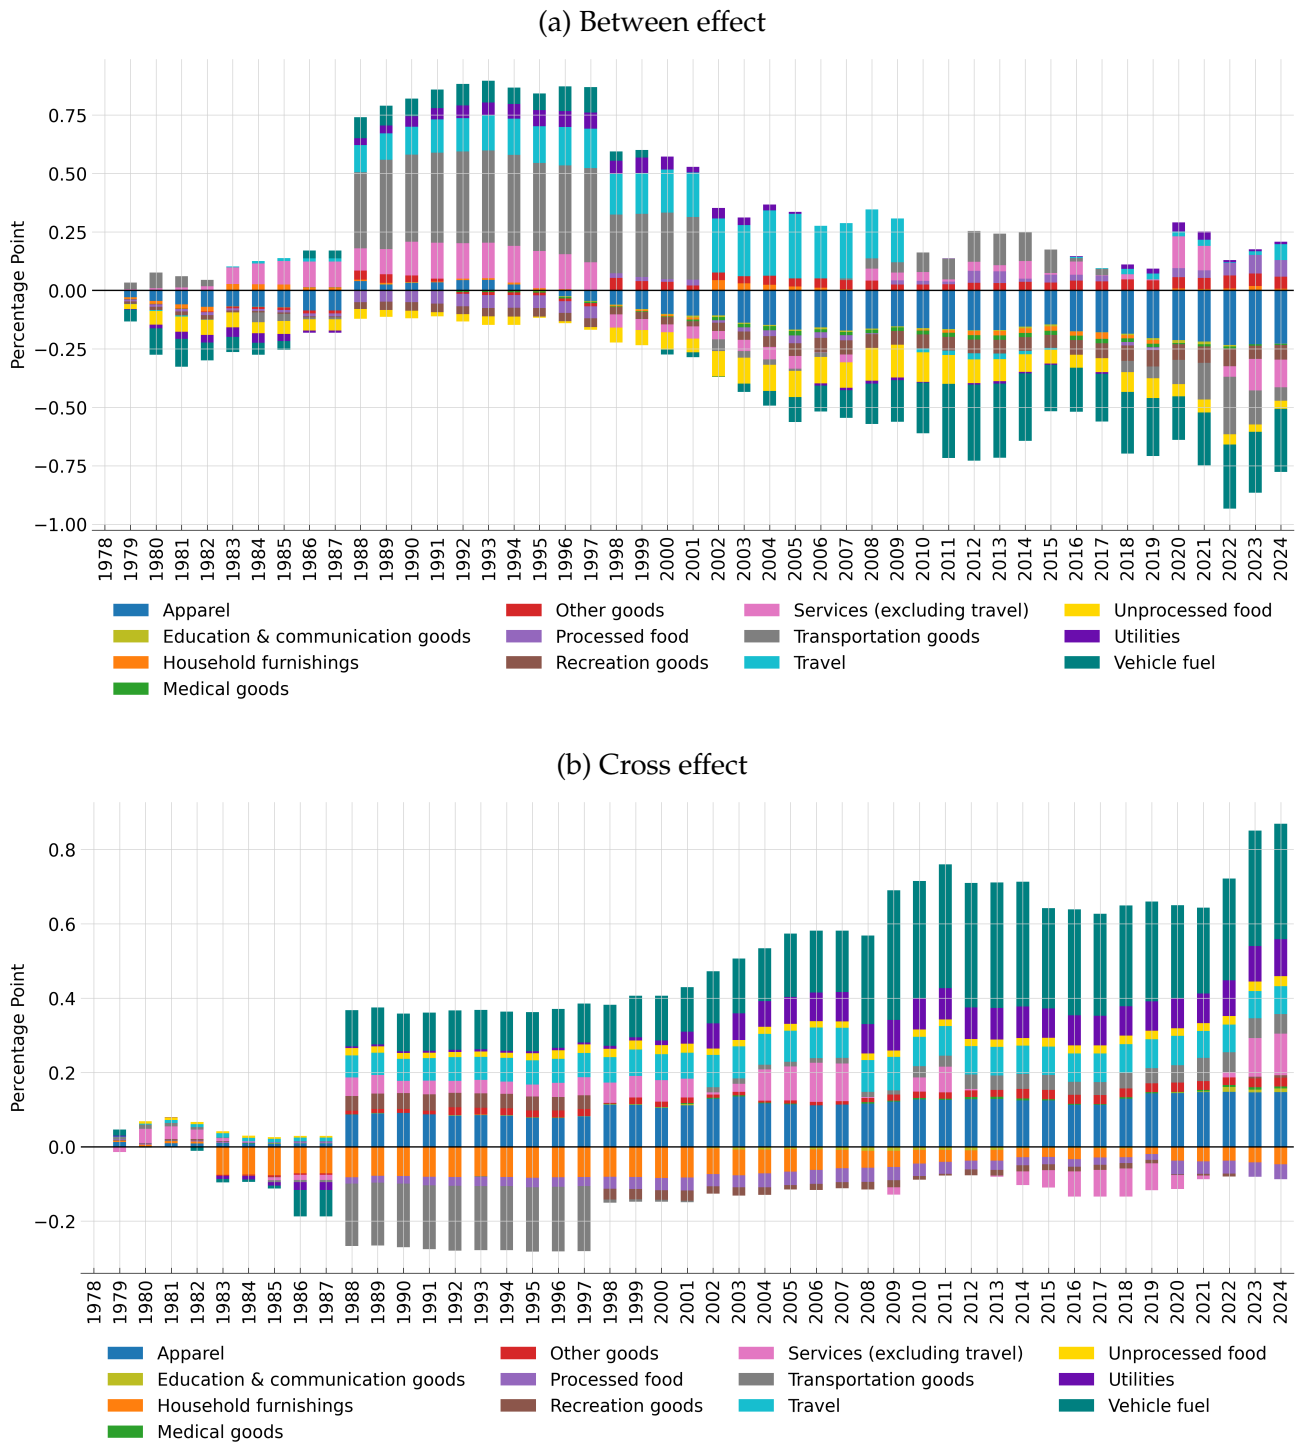 (a) Between effect
Percentage Point
0.75
0.50
0.25
0.00
−0.25
−0.50
−0.75
−1.00
1978 1979 1980 1981 1982 1983 1984 1985 1986 1987 1988 1989 1990 1991 1992 1993 1994 1995 1996 1997 1998 1999 2000 2001 2002 2003 2004 2005 2006 2007 2008 2009 2010 2011 2012 2013 2014 2015 2016 2017 2018 2019 2020 2021 2022 2023 2024
Apparel Other goods Services (excluding travel) Unprocessed food
Education & communication goods Processed food Transportation goods Utilities
Household furnishings Recreation goods Travel Vehicle fuel
Medical goods
(b) Cross effect
Percentage Point
0.8
0.6
0.4
0.2
0.0
−0.2
1978 1979 1980 1981 1982 1983 1984 1985 1986 1987 1988 1989 1990 1991 1992 1993 1994 1995 1996 1997 1998 1999 2000 2001 2002 2003 2004 2005 2006 2007 2008 2009 2010 2011 2012 2013 2014 2015 2016 2017 2018 2019 2020 2021 2022 2023 2024
Apparel Other goods Services (excluding travel) Unprocessed food
Education & communication goods Processed food Transportation goods Utilities
Household furnishings Recreation goods Travel Vehicle fuel
Medical goods